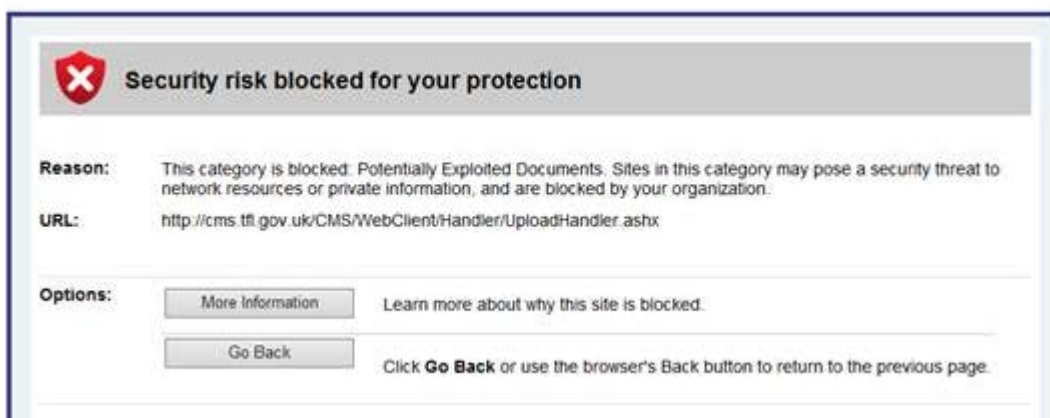 Security risk blocked for your protection
Reason: This category is blocked: Potentially Exploited Documents. Sites in this category may pose a security threat to
network resources or private information, and are blocked by your organization.
URL: http://cms.tfl.gov.uk/CMS/WebClient/Handler/UploadHandler.ashx
Options: More Information Learn more about why this site is blocked.
Go Back Click Go Back or use the browser's Back button to return to the previous page.